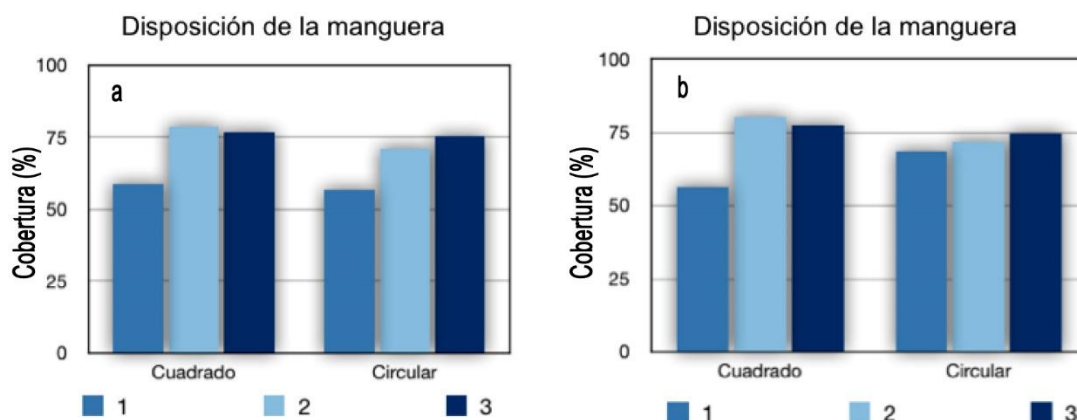 Disposición de la manguera
100
a
75
Cobertura (%)
50
25
0
Cuadrado Circular
1 2 3
Disposición de la manguera
100
b
75
Cobertura (%)
50
25
0
Cuadrado Circular
1 2 3